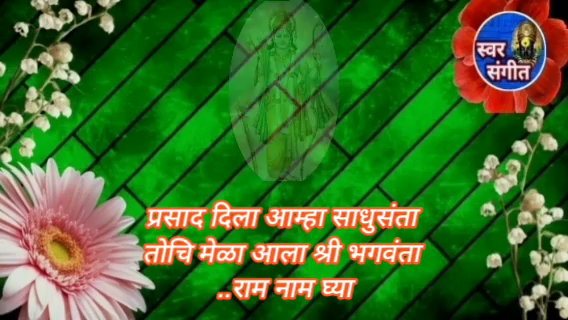 स्वर
संगीत
प्रसाद दिला आम्हा साधुसंता
तोचि मेळा आला श्री भगवंता
..राम नाम घ्या